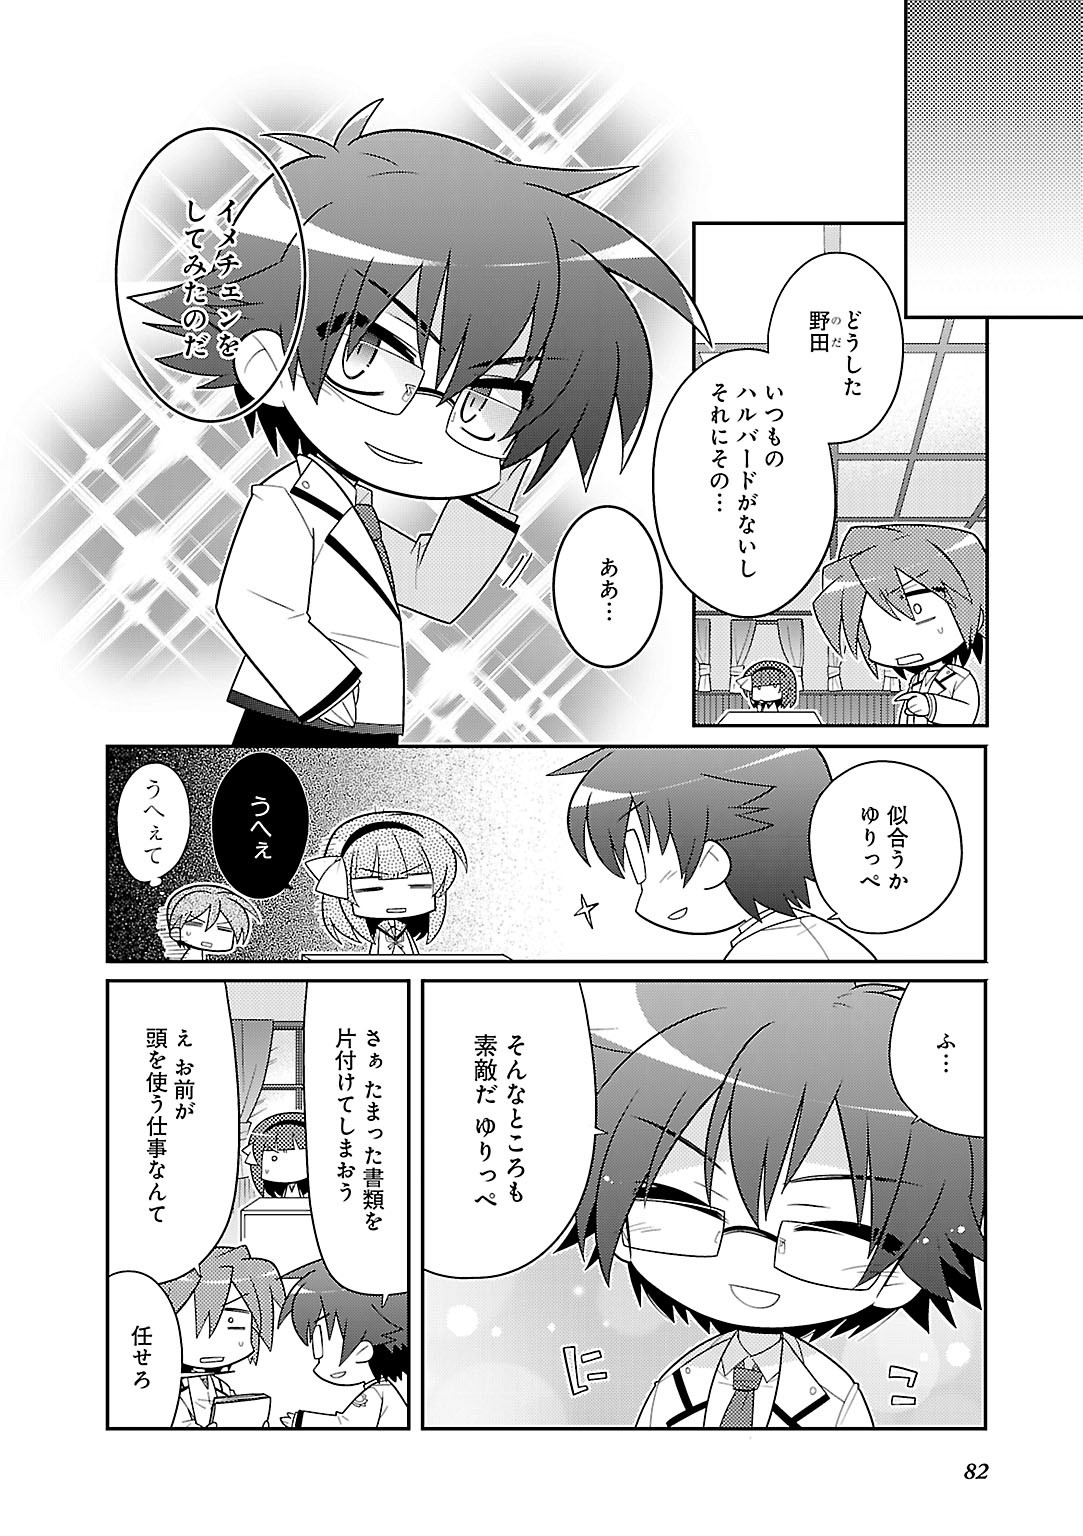 どうした
野田
のだ
いつもの
ハルバードがないし
それにその…
ああ…
イメチェンを
してみたのだ
似合うか
ゆりっぺ
うへぇ
うへぇて
ふ…
そんなところも
素敵だ ゆりっぺ
にこ
さぁ たまった書類を
片付けてしまおう
え お前が
頭を使う仕事なんて
任せろ
82